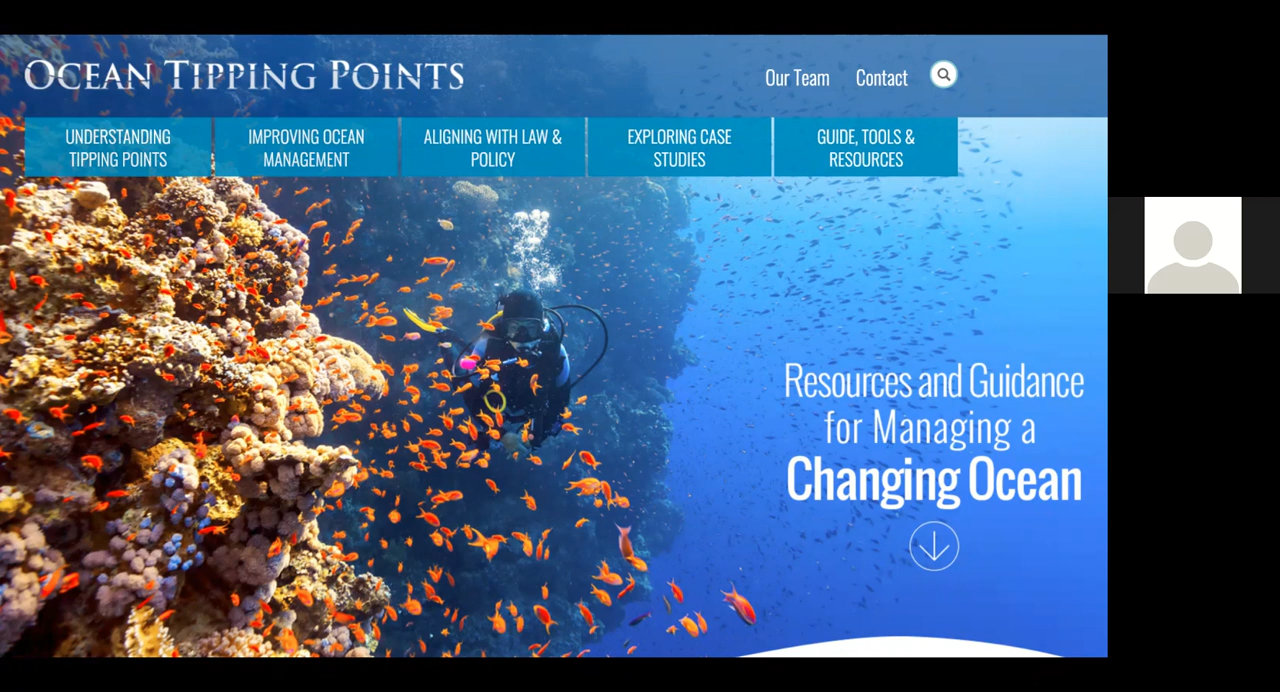 OCEAN TIPPING POINTS
Our Team
Contact
UNDERSTANDING
TIPPING POINTS
IMPROVING OCEAN
MANAGEMENT
ALIGNING WITH LAW &
POLICY
EXPLORING CASE
STUDIES
GUIDE, TOOLS &
RESOURCES
Resources and Guidance
for Managing a
Changing Ocean